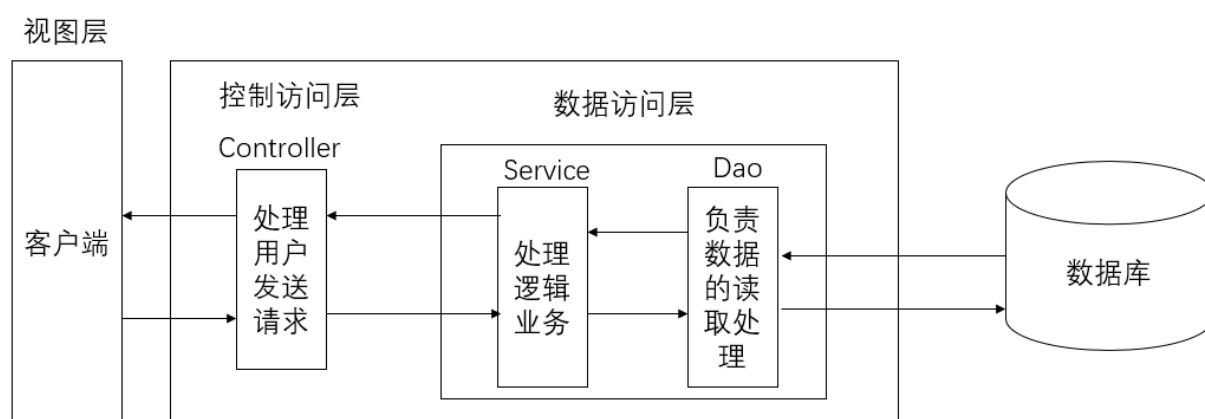 视图层
控制访问层
数据访问层
Controller
Service
Dao
客户端
处理
用户
发送
请求
处理
逻辑
业务
负责
数据
的读
取处
理
数据库